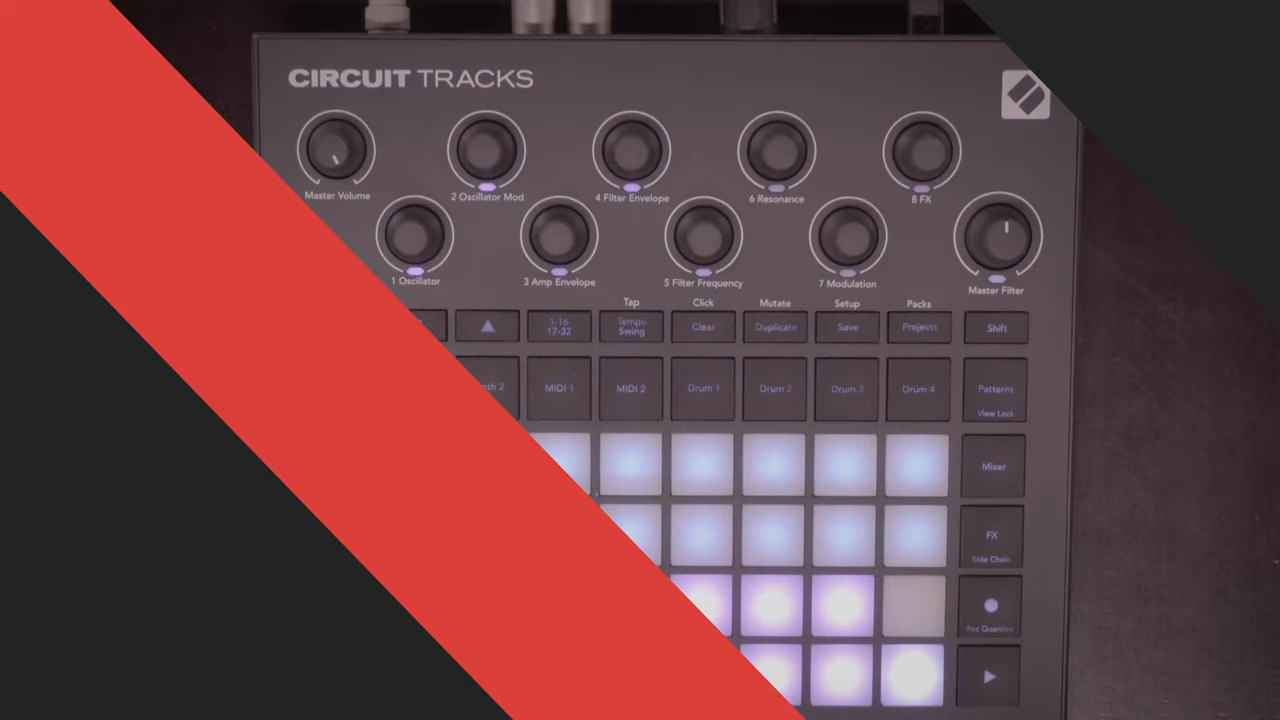 CIRCUIT TRACKS
Master Volume
2 Oscillator Mod
4 Filter Envelope
6 Resonance
8 FX
1 Oscillator
3 Amp Envelope
5 Filter Frequency
7 Modulation
Master Filter
Tap
Click
Mutate
Setup
Packs
1-16
17-32
Tempo
Swing
Clear
Duplicate
Save
Projects
Shift
nth 2
MIDI 1
MIDI 2
Drum 1
Drum 2
Drum 3
Drum 4
Patterns
View Lock
Mixer
FX
Side Chain
Rec Quantise